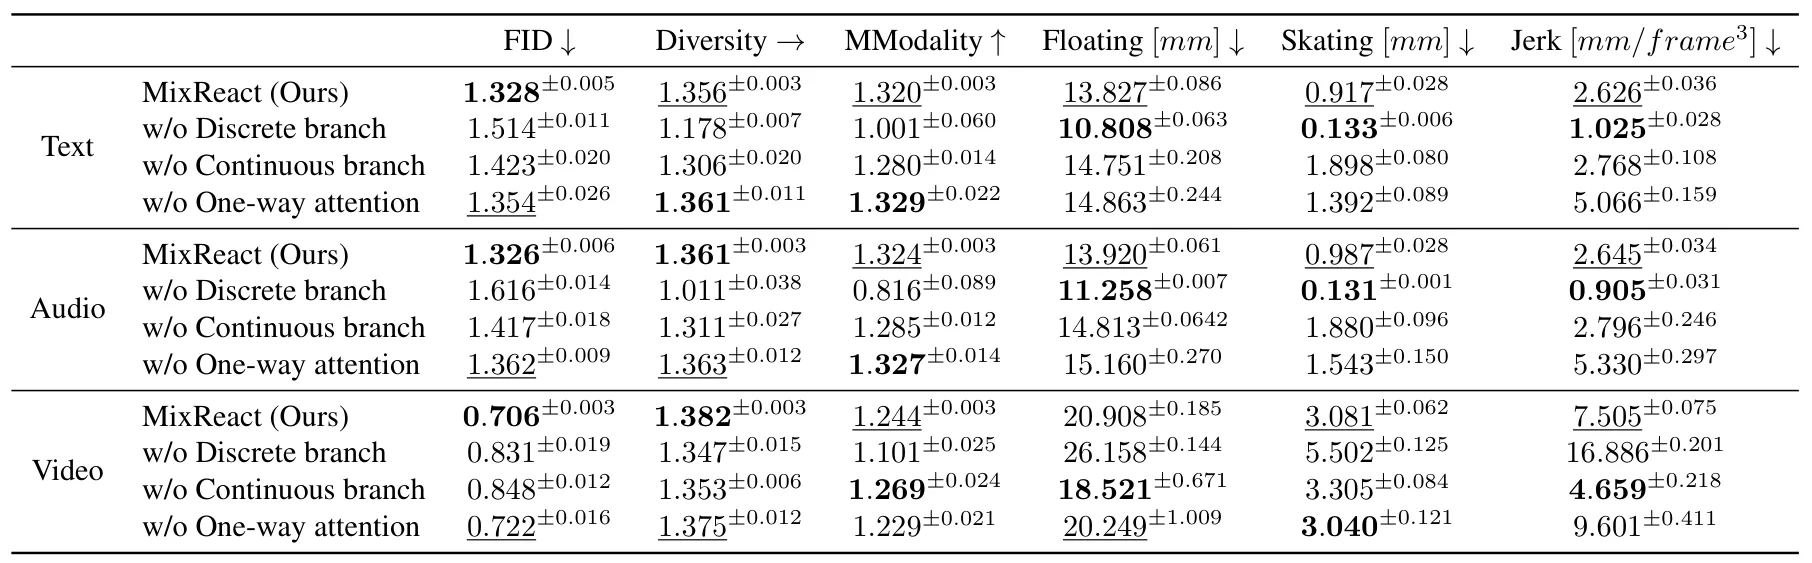 FID ↓ Diversity → MModality ↑ Floating [mm] ↓ Skating [mm] ↓ Jerk [mm/frame³] ↓
Text
MixReact (Ours) 1.328±0.005 1.356±0.003 1.320±0.003 13.827±0.086 0.917±0.028 2.626±0.036
w/o Discrete branch 1.514±0.011 1.178±0.007 1.001±0.060 10.808±0.063 0.133±0.006 1.025±0.028
w/o Continuous branch 1.423±0.020 1.306±0.020 1.280±0.014 14.751±0.208 1.898±0.080 2.768±0.108
w/o One-way attention 1.354±0.026 1.361±0.011 1.329±0.022 14.863±0.244 1.392±0.089 5.066±0.159
Audio
MixReact (Ours) 1.326±0.006 1.361±0.003 1.324±0.003 13.920±0.061 0.987±0.028 2.645±0.034
w/o Discrete branch 1.616±0.014 1.011±0.038 0.816±0.089 11.258±0.007 0.131±0.001 0.905±0.031
w/o Continuous branch 1.417±0.018 1.311±0.027 1.285±0.012 14.813±0.0642 1.880±0.096 2.796±0.246
w/o One-way attention 1.362±0.009 1.363±0.012 1.327±0.014 15.160±0.270 1.543±0.150 5.330±0.297
Video
MixReact (Ours) 0.706±0.003 1.382±0.003 1.244±0.003 20.908±0.185 3.081±0.062 7.505±0.075
w/o Discrete branch 0.831±0.019 1.347±0.015 1.101±0.025 26.158±0.144 5.502±0.125 16.886±0.201
w/o Continuous branch 0.848±0.012 1.353±0.006 1.269±0.024 18.521±0.671 3.305±0.084 4.659±0.218
w/o One-way attention 0.722±0.016 1.375±0.012 1.229±0.021 20.249±1.009 3.040±0.121 9.601±0.411